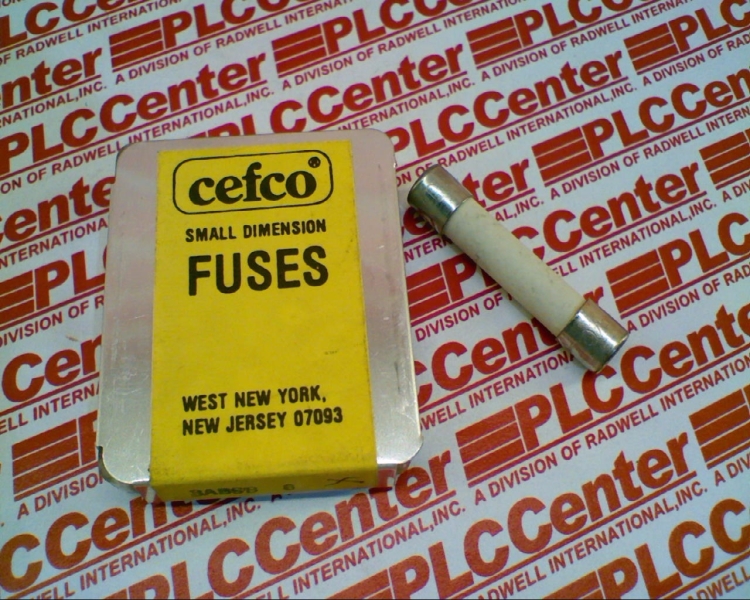 cefco®
SMALL DIMENSION
FUSES
WEST NEW YORK,
NEW JERSEY 07093
PLCCenter
A DIVISION OF RADWELL INTERNATIONAL, INC.